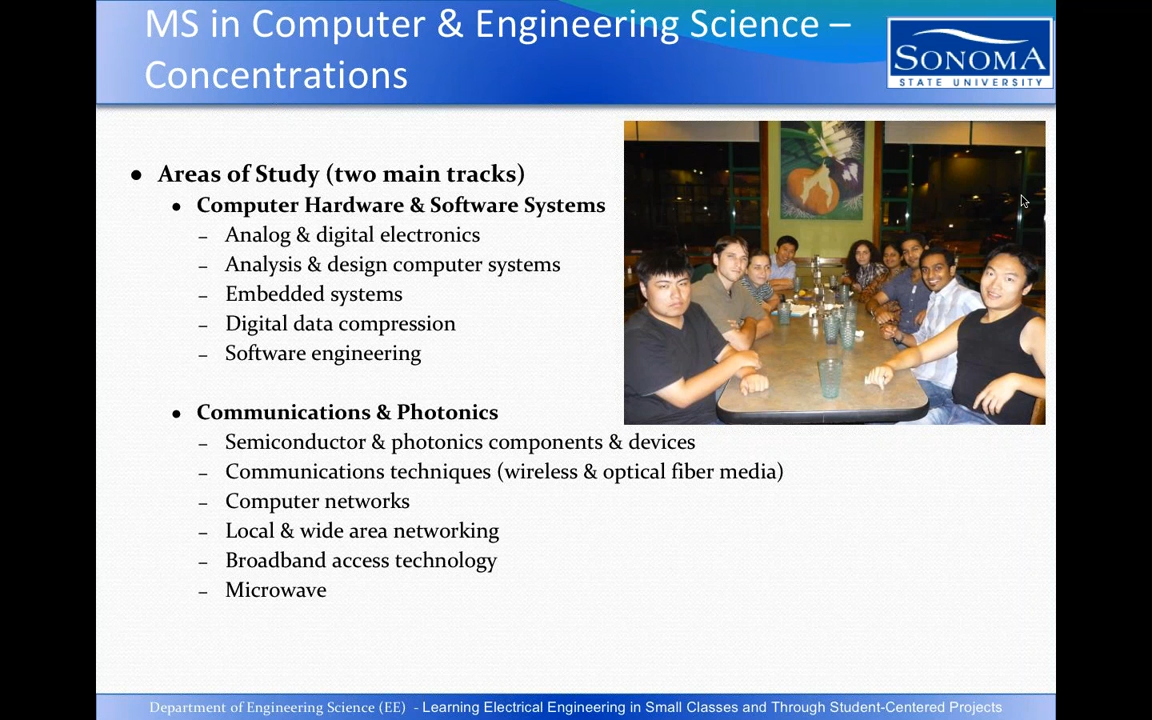 MS in Computer & Engineering Science –
Concentrations
SONOMA
STATE UNIVERSITY
● Areas of Study (two main tracks)
● Computer Hardware & Software Systems
– Analog & digital electronics
– Analysis & design computer systems
– Embedded systems
– Digital data compression
– Software engineering
● Communications & Photonics
– Semiconductor & photonics components & devices
– Communications techniques (wireless & optical fiber media)
– Computer networks
– Local & wide area networking
– Broadband access technology
– Microwave
Department of Engineering Science (EE) - Learning Electrical Engineering in Small Classes and Through Student-Centered Projects